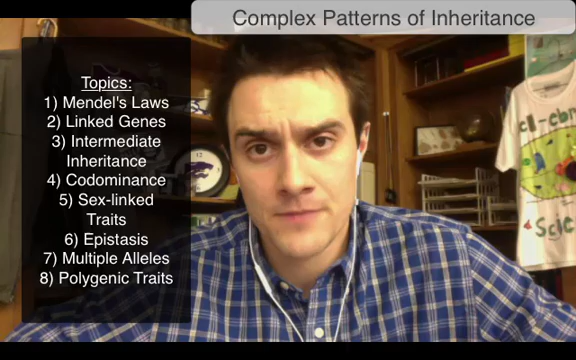 Complex Patterns of Inheritance
Topics:
1) Mendel's Laws
2) Linked Genes
3) Intermediate
Inheritance
4) Codominance
5) Sex-linked
Traits
6) Epistasis
7) Multiple Alleles
8) Polygenic Traits